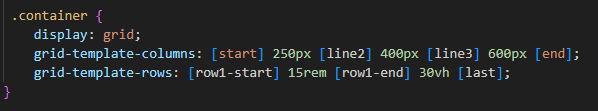 .container {
display: grid;
grid-template-columns: [start] 250px [line2] 400px [line3] 600px [end];
grid-template-rows: [row1-start] 15rem [row1-end] 30vh [last];
}